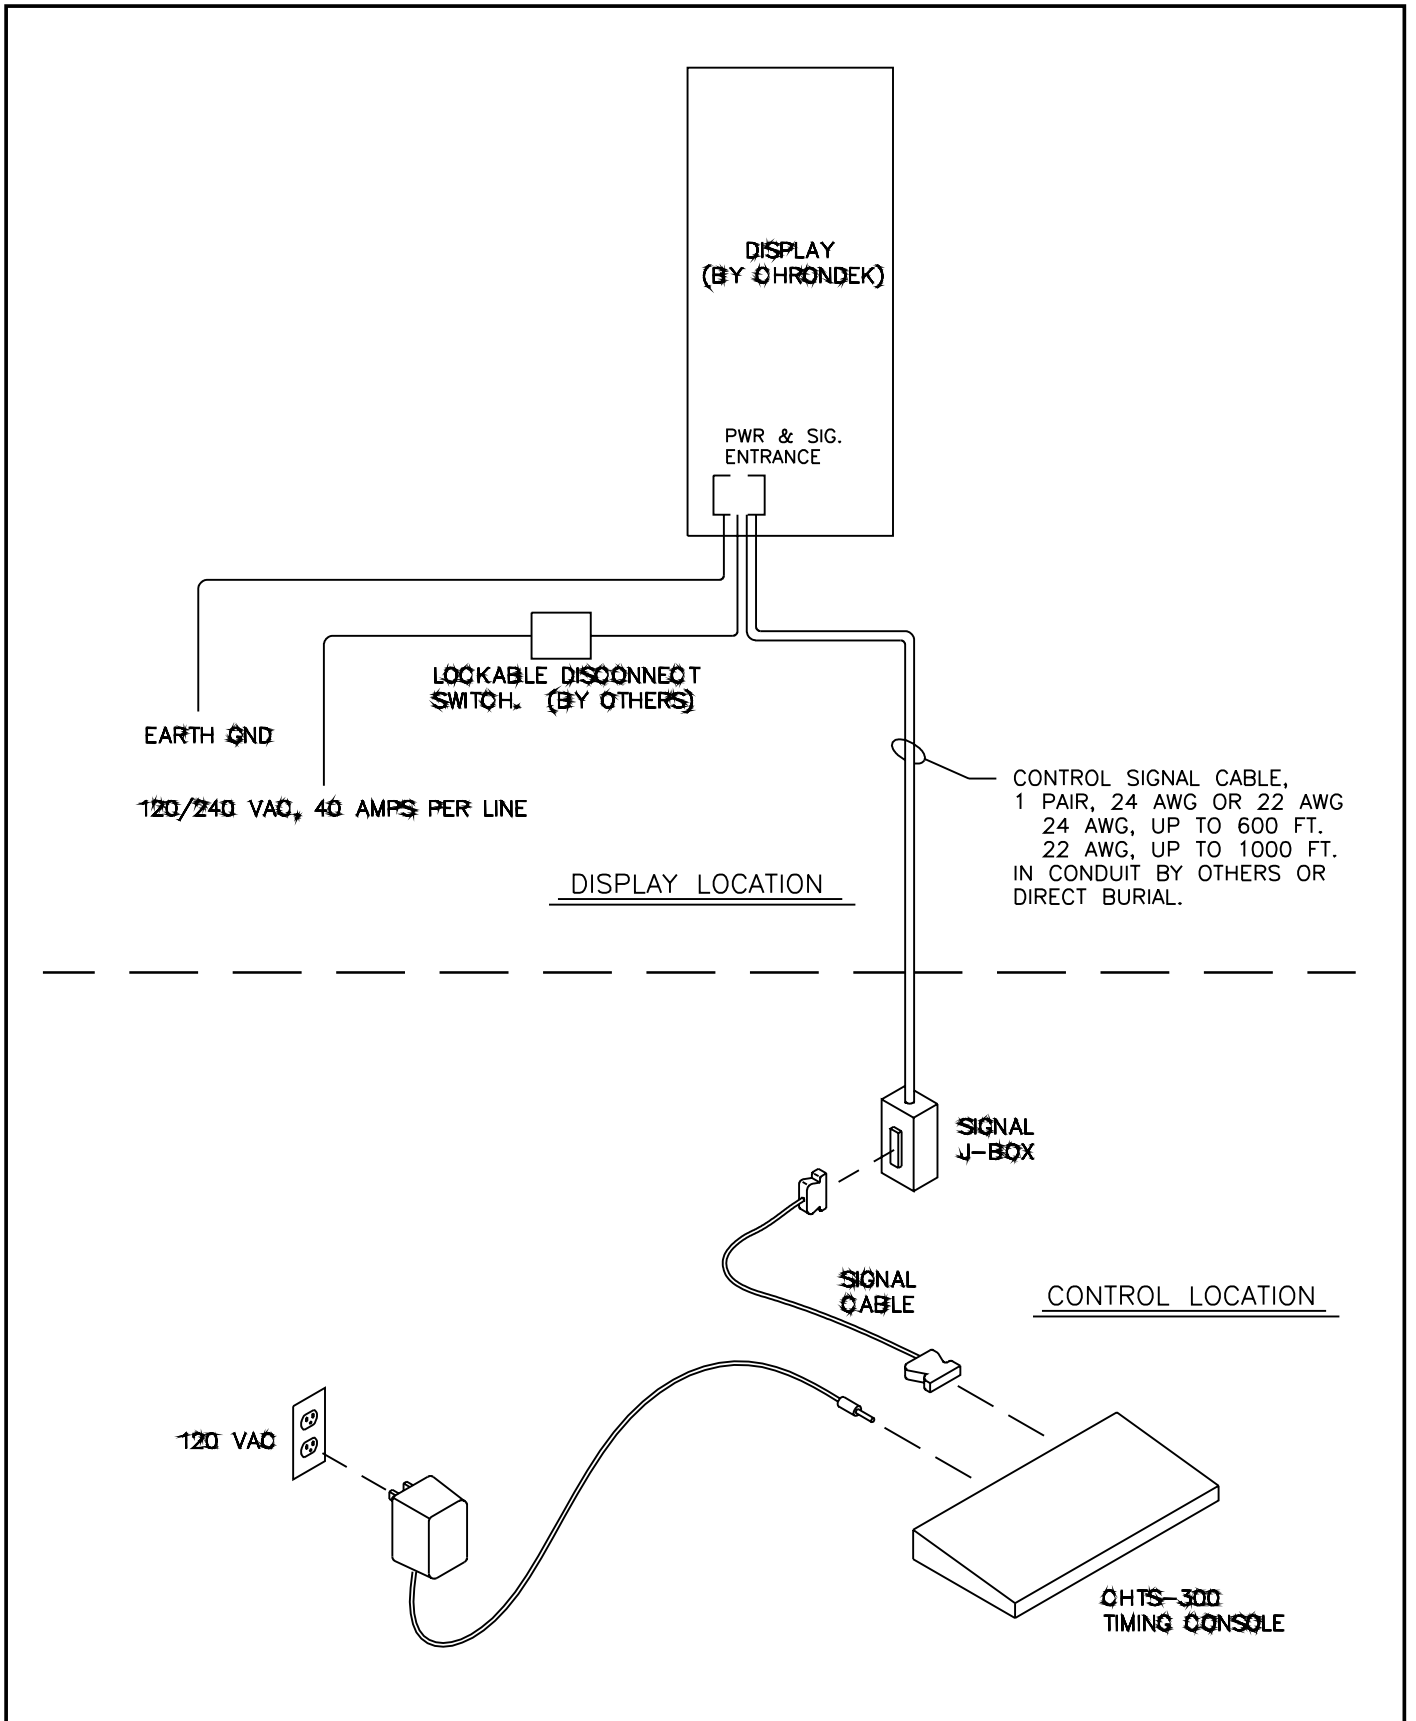 DISPLAY
(BY CHRONDEK)
PWR & SIG.
ENTRANCE
LOCKABLE DISCONNECT
SWITCH. (BY OTHERS)
EARTH GND
120/240 VAC, 40 AMPS PER LINE
CONTROL SIGNAL CABLE,
1 PAIR, 24 AWG OR 22 AWG
24 AWG, UP TO 600 FT.
22 AWG, UP TO 1000 FT.
IN CONDUIT BY OTHERS OR
DIRECT BURIAL.
DISPLAY LOCATION
SIGNAL
J-BOX
SIGNAL
CABLE
CONTROL LOCATION
120 VAC
CHTS-300
TIMING CONSOLE